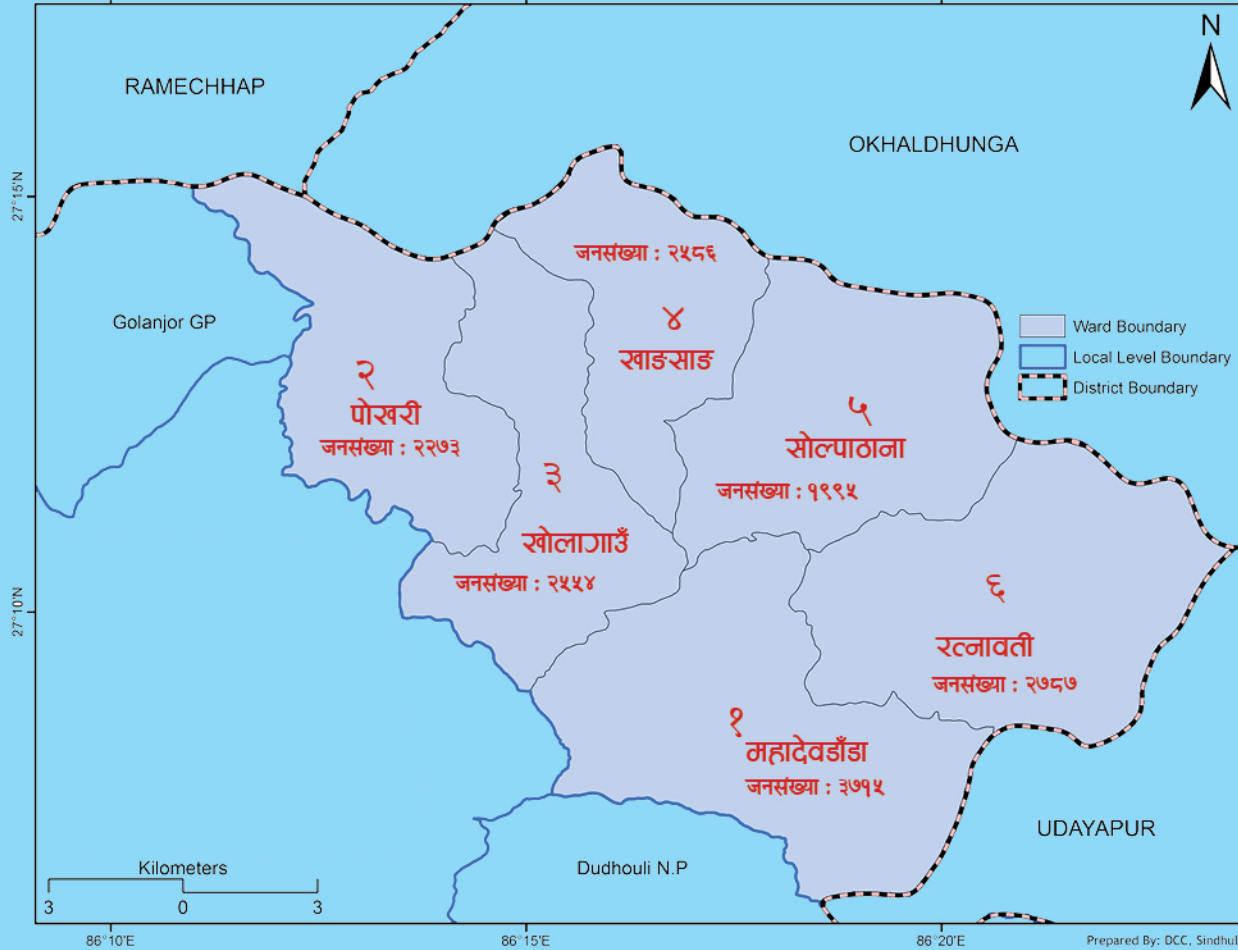 N
RAMECHHAP
OKHALDHUNGA
27°15'N
जनसंख्या : २५८६
४
खाङसाङ
Golanjor GP
Ward Boundary
Local Level Boundary
District Boundary
२
पोखरी
जनसंख्या : २२७३
५
सोल्पाठाना
जनसंख्या : १९९५
३
खोलागाउँ
जनसंख्या : २५५४
६
रत्नावती
जनसंख्या : २७८७
27°10'N
१
महादेवडाँडा
जनसंख्या : ३७१५
UDAYAPUR
Dudhouli N.P
Kilometers
3 0 3
86°10'E 86°15'E 86°20'E
Prepared By: DCC, Sindhul